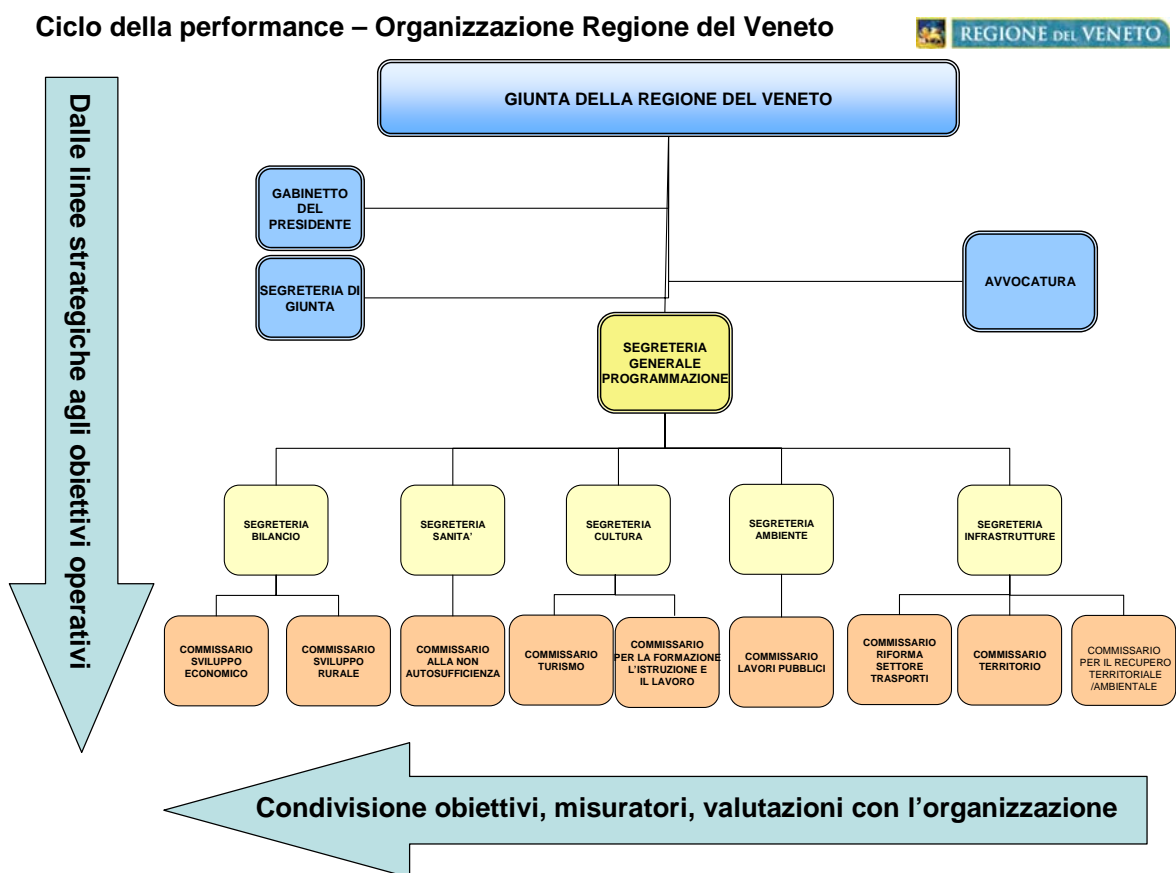 Ciclo della performance – Organizzazione Regione del Veneto
REGIONE DEL VENETO
Dalle linee strategiche agli obiettivi operativi
GIUNTA DELLA REGIONE DEL VENETO
GABINETTO
DEL
PRESIDENTE
SEGRETERIA DI
GIUNTA
AVVOCATURA
SEGRETERIA
GENERALE
PROGRAMMAZIONE
SEGRETERIA
BILANCIO
SEGRETERIA
SANITA'
SEGRETERIA
CULTURA
SEGRETERIA
AMBIENTE
SEGRETERIA
INFRASTRUTTURE
COMMISSARIO
SVILUPPO
ECONOMICO
COMMISSARIO
SVILUPPO
RURALE
COMMISSARIO
ALLA NON
AUTOSUFFICIENZA
COMMISSARIO
TURISMO
COMMISSARIO
PER LA FORMAZIONE
L'ISTRUZIONE E
IL LAVORO
COMMISSARIO
LAVORI PUBBLICI
COMMISSARIO
RIFORMA
SETTORE
TRASPORTI
COMMISSARIO
TERRITORIO
COMMISSARIO
PER IL RECUPERO
TERRITORIALE
/AMBIENTALE
Condivisione obiettivi, misuratori, valutazioni con l'organizzazione